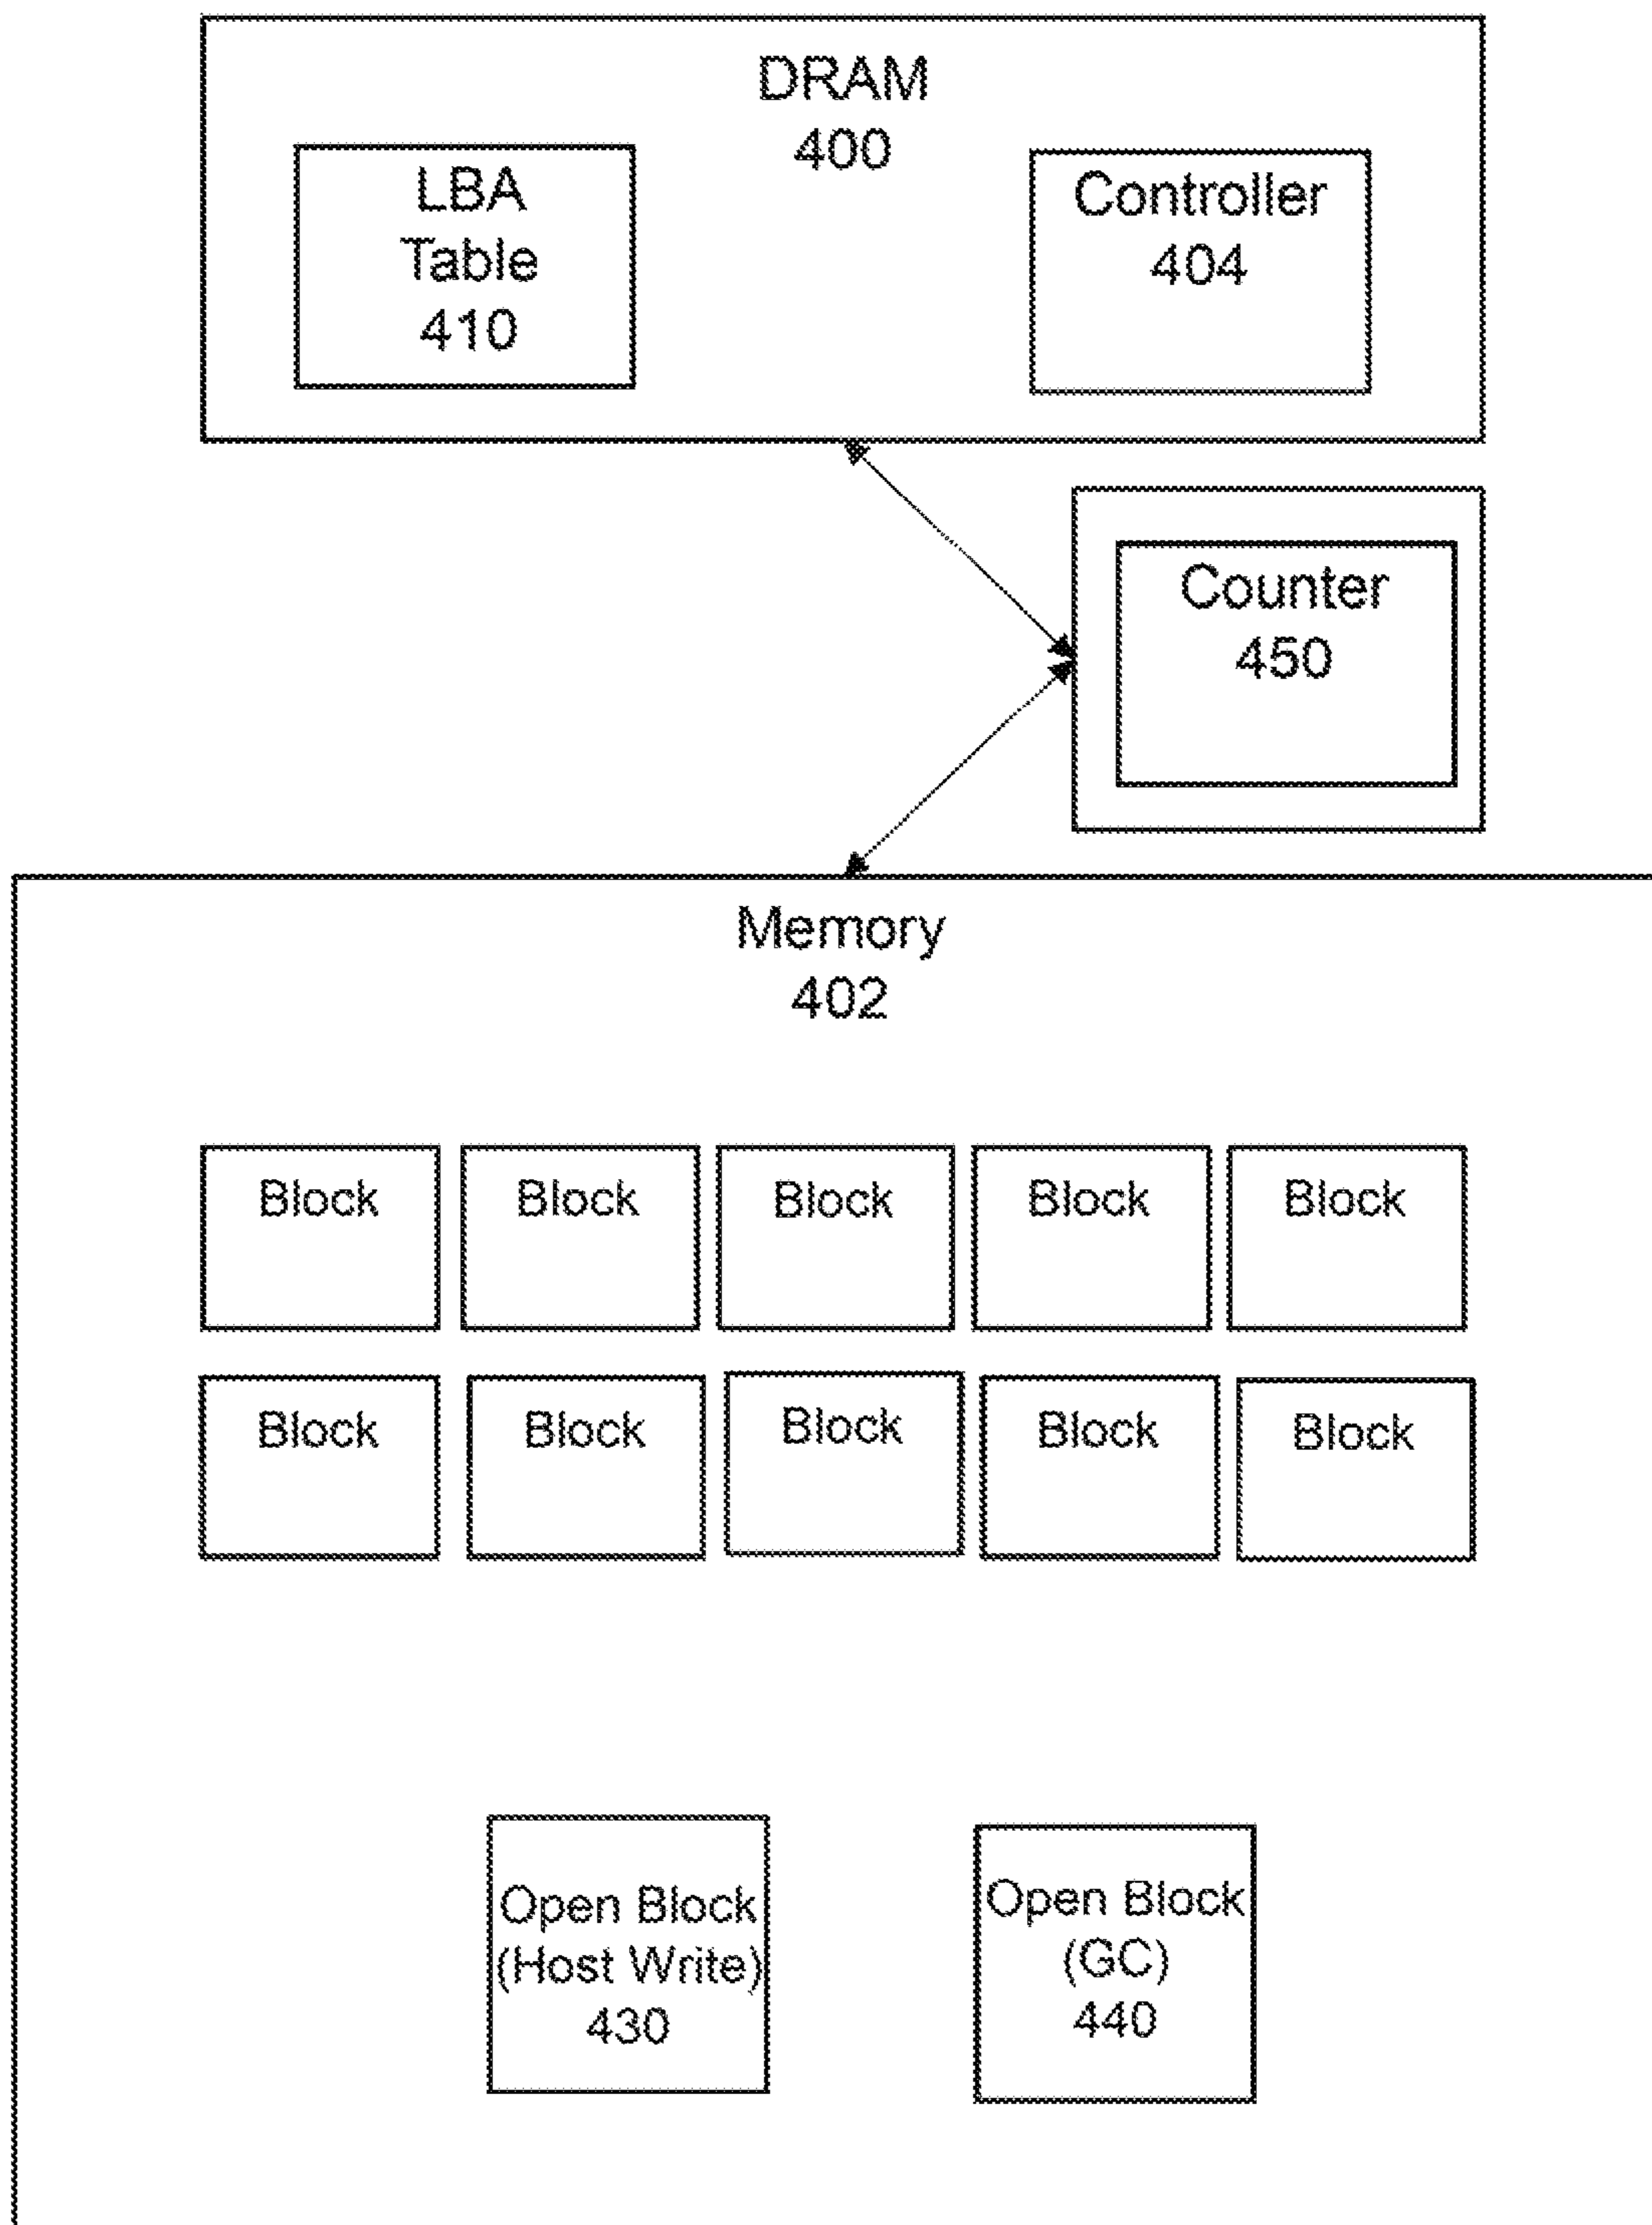 DRAM
400
LBA
Table
410
Controller
404
Counter
450
Memory
402
Block
Block
Block
Block
Block
Block
Block
Block
Block
Block
Open Block
(Host Write)
430
Open Block
(GC)
440